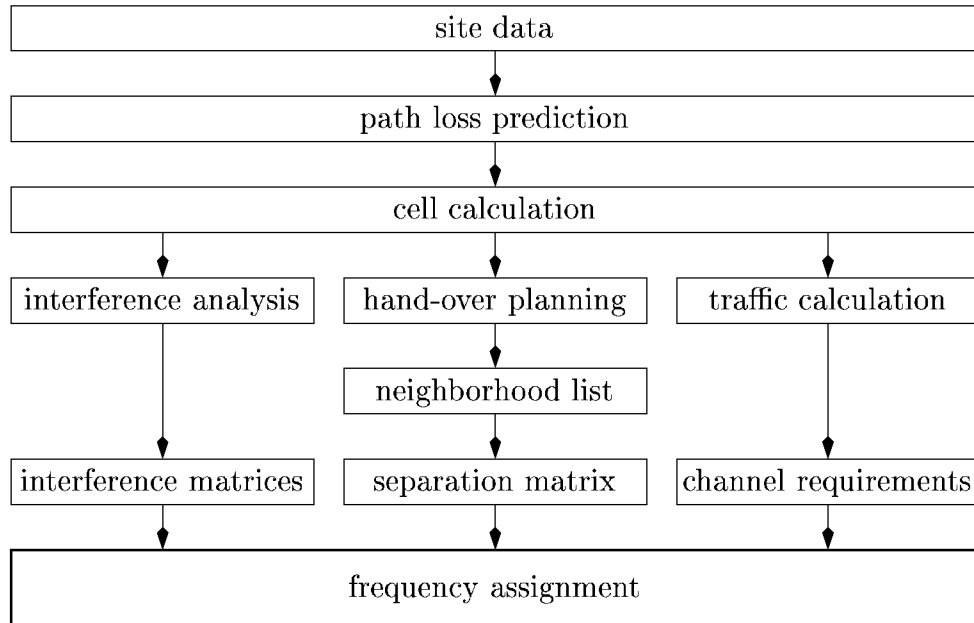 site data
path loss prediction
cell calculation
interference analysis
hand-over planning
traffic calculation
neighborhood list
interference matrices
separation matrix
channel requirements
frequency assignment